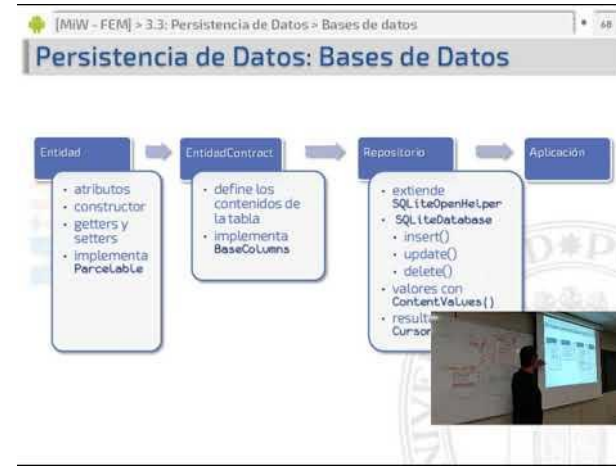 [MiW - FEM] > 3.3: Persistencia de Datos > Bases de datos
68
Persistencia de Datos: Bases de Datos
Entidad
• atributos
• constructor
• getters y
setters
• implementa
Parcelable
EntidadContract
• define los
contenidos de
la tabla
• implementa
BaseColumns
Repositorio
• extiende
SQLiteOpenHelper
• SQLiteDatabase
• insert()
• update()
• delete()
• valores con
ContentValues()
Aplicación